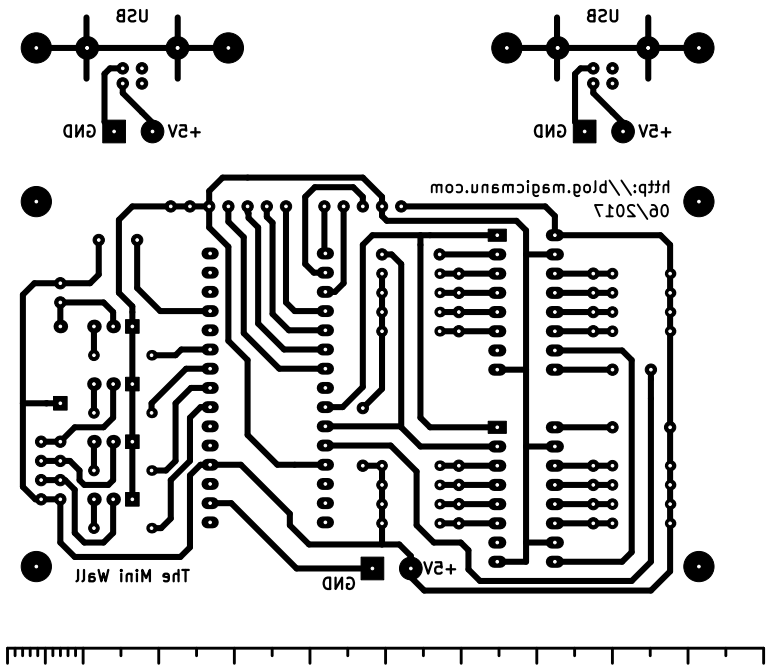 USB
USB
GND
+5V
GND
+5V
http://blog.magicmanu.com
06/2017
The Mini Wall
GND
+5V